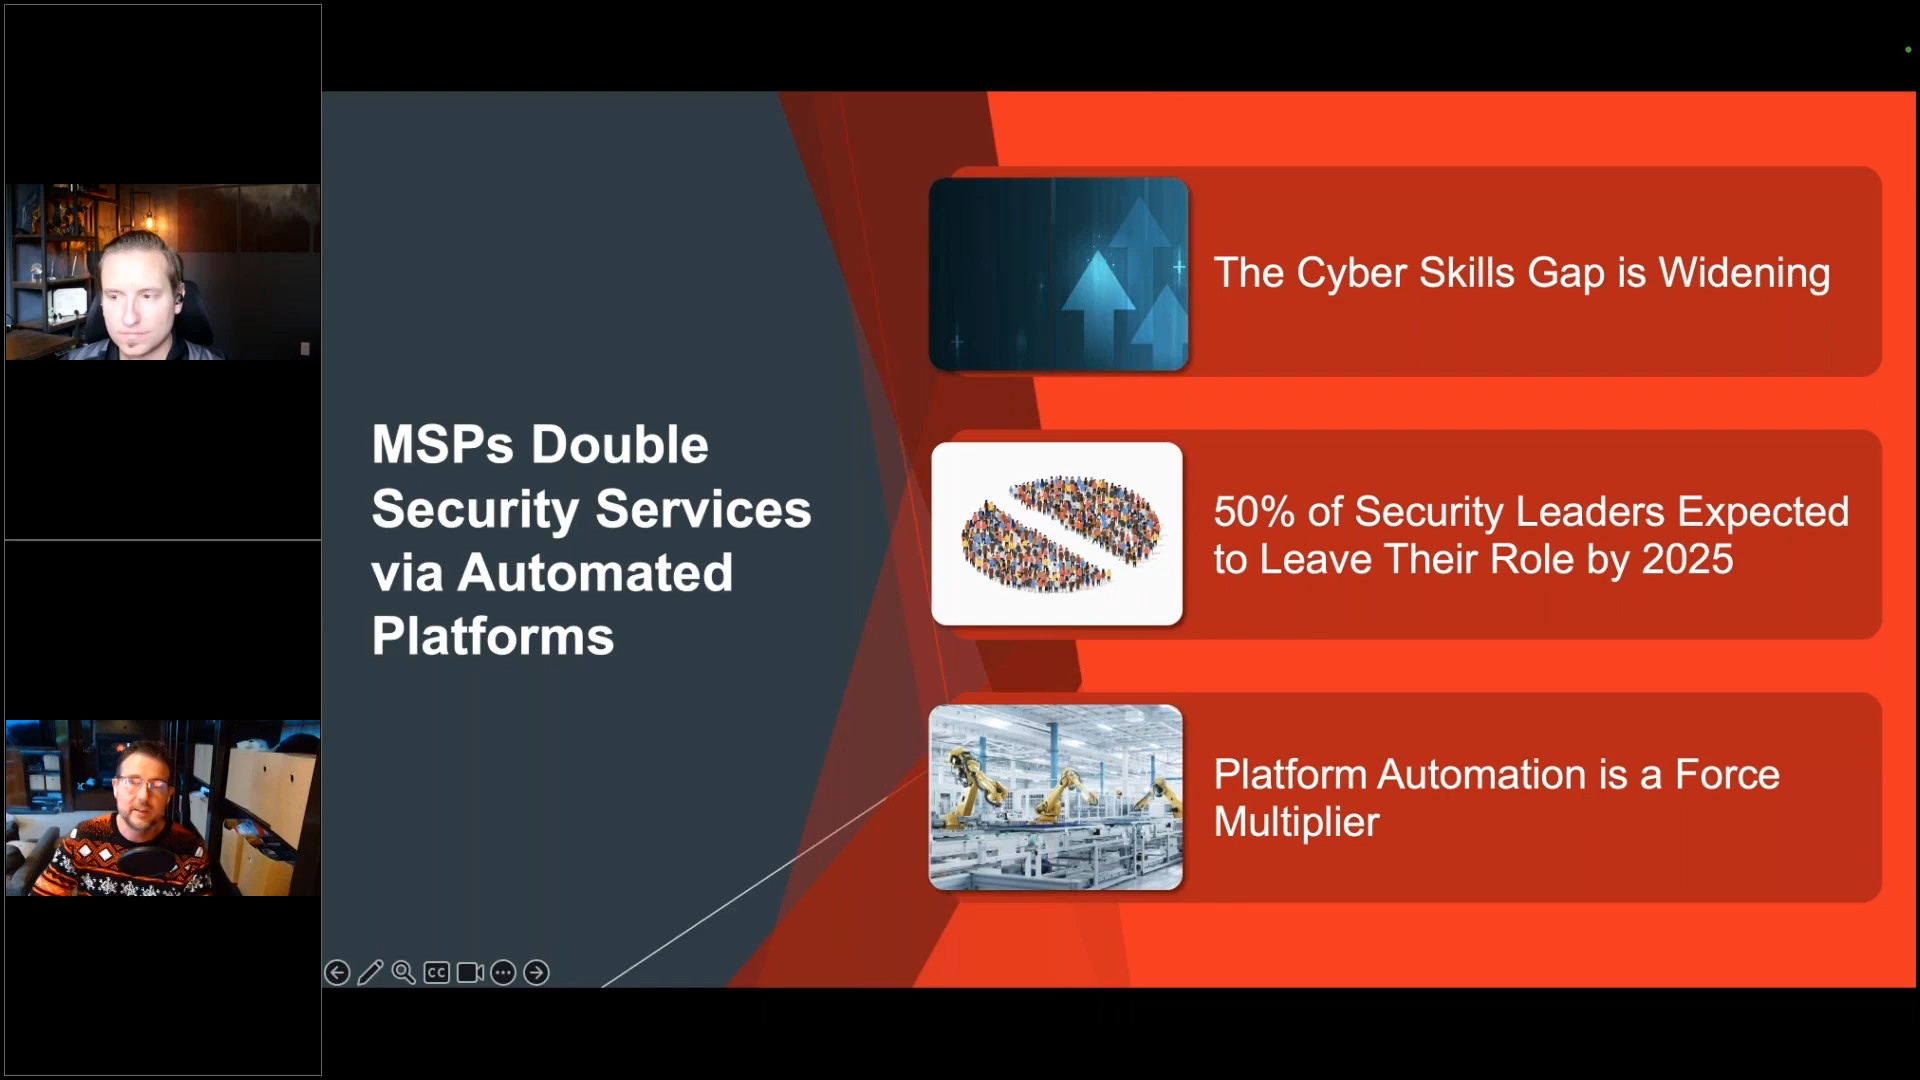 MSPs Double
Security Services
via Automated
Platforms
The Cyber Skills Gap is Widening
50% of Security Leaders Expected
to Leave Their Role by 2025
Platform Automation is a Force
Multiplier
CC